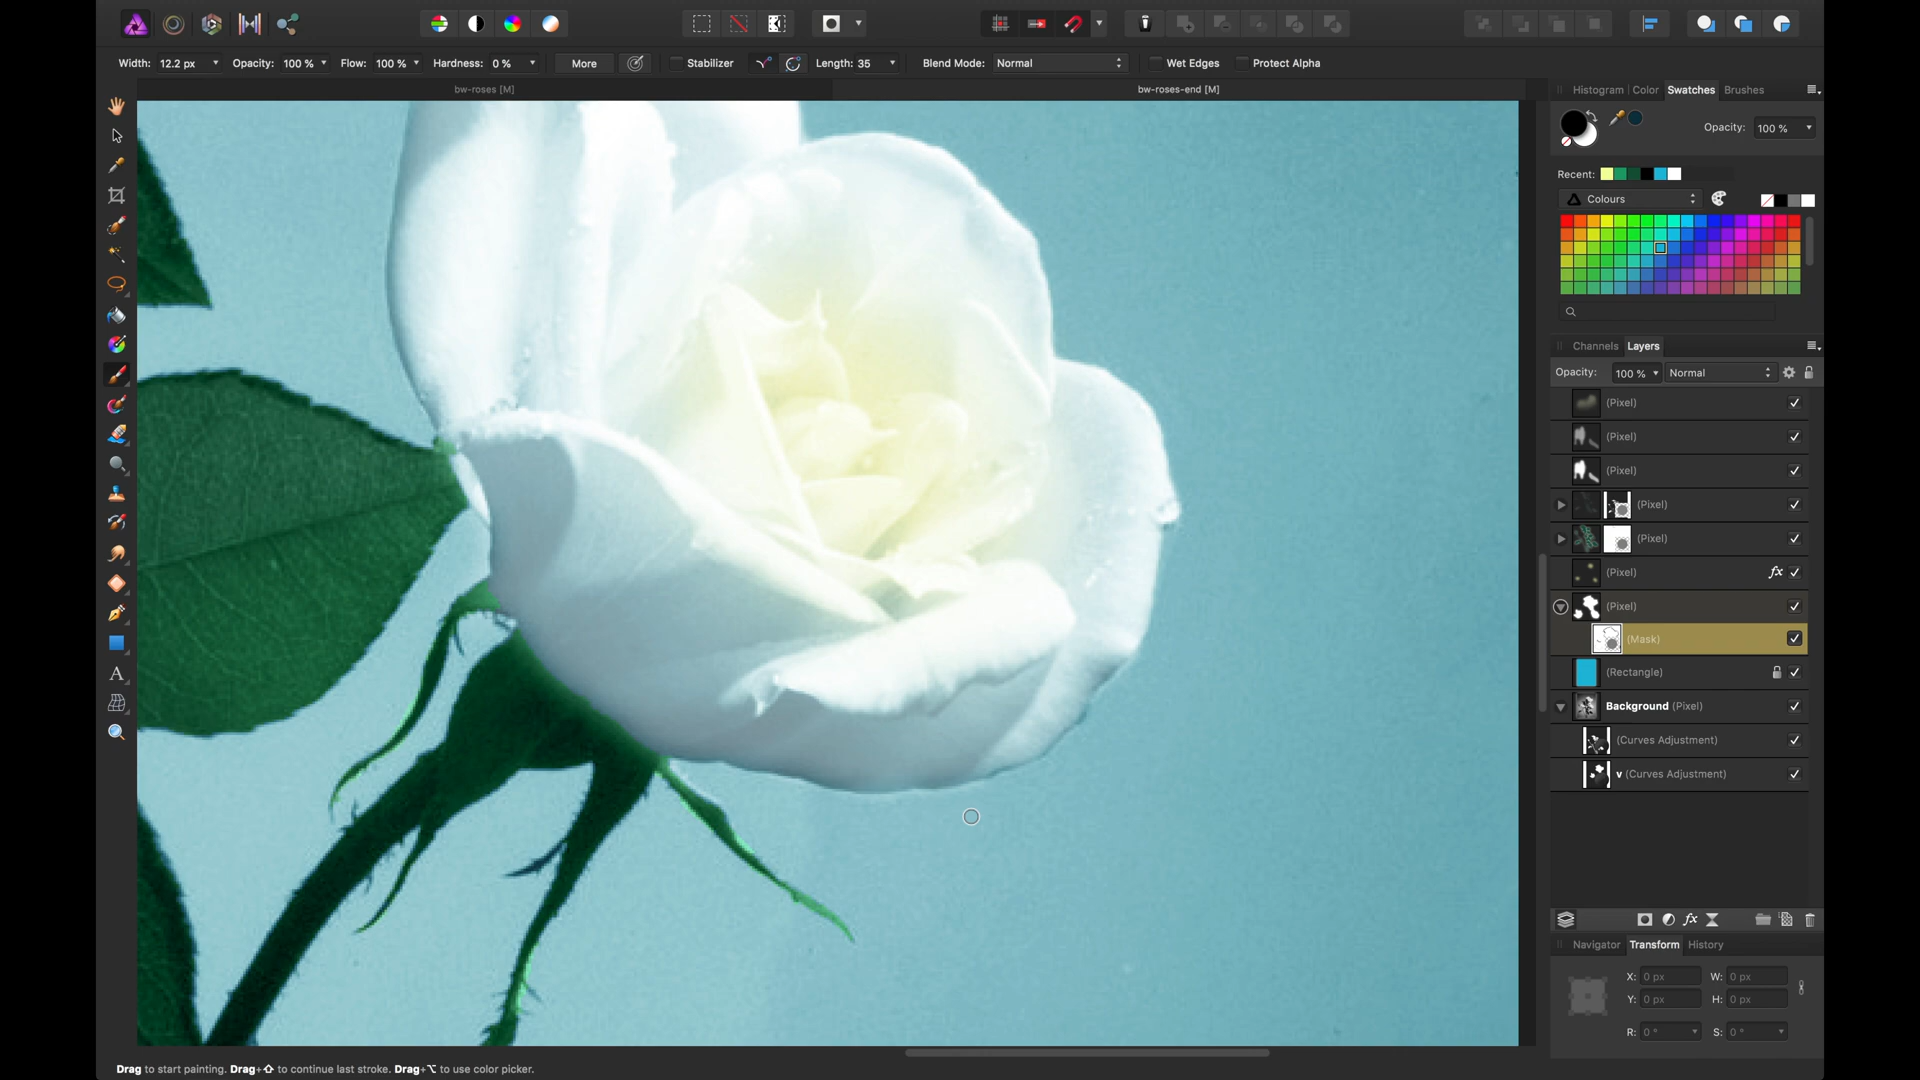 Width: 12.2 px Opacity: 100 % Flow: 100 % Hardness: 0 % More Stabilizer Length: 35 Blend Mode: Normal Wet Edges Protect Alpha
bw-roses [M] bw-roses-end [M]
Histogram Color Swatches Brushes
Opacity: 100 %
Recent:
Colours
Channels Layers
Opacity: 100 % Normal
(Pixel)
(Pixel)
(Pixel)
(Pixel)
(Pixel)
(Pixel) fx
(Pixel)
(Mask)
(Rectangle)
Background (Pixel)
(Curves Adjustment)
v (Curves Adjustment)
fx
Navigator Transform History
X: 0 px W: 0 px
Y: 0 px H: 0 px
R: 0 ° S: 0 °
Drag to start painting. Drag+⇧ to continue last stroke. Drag+⌥ to use color picker.